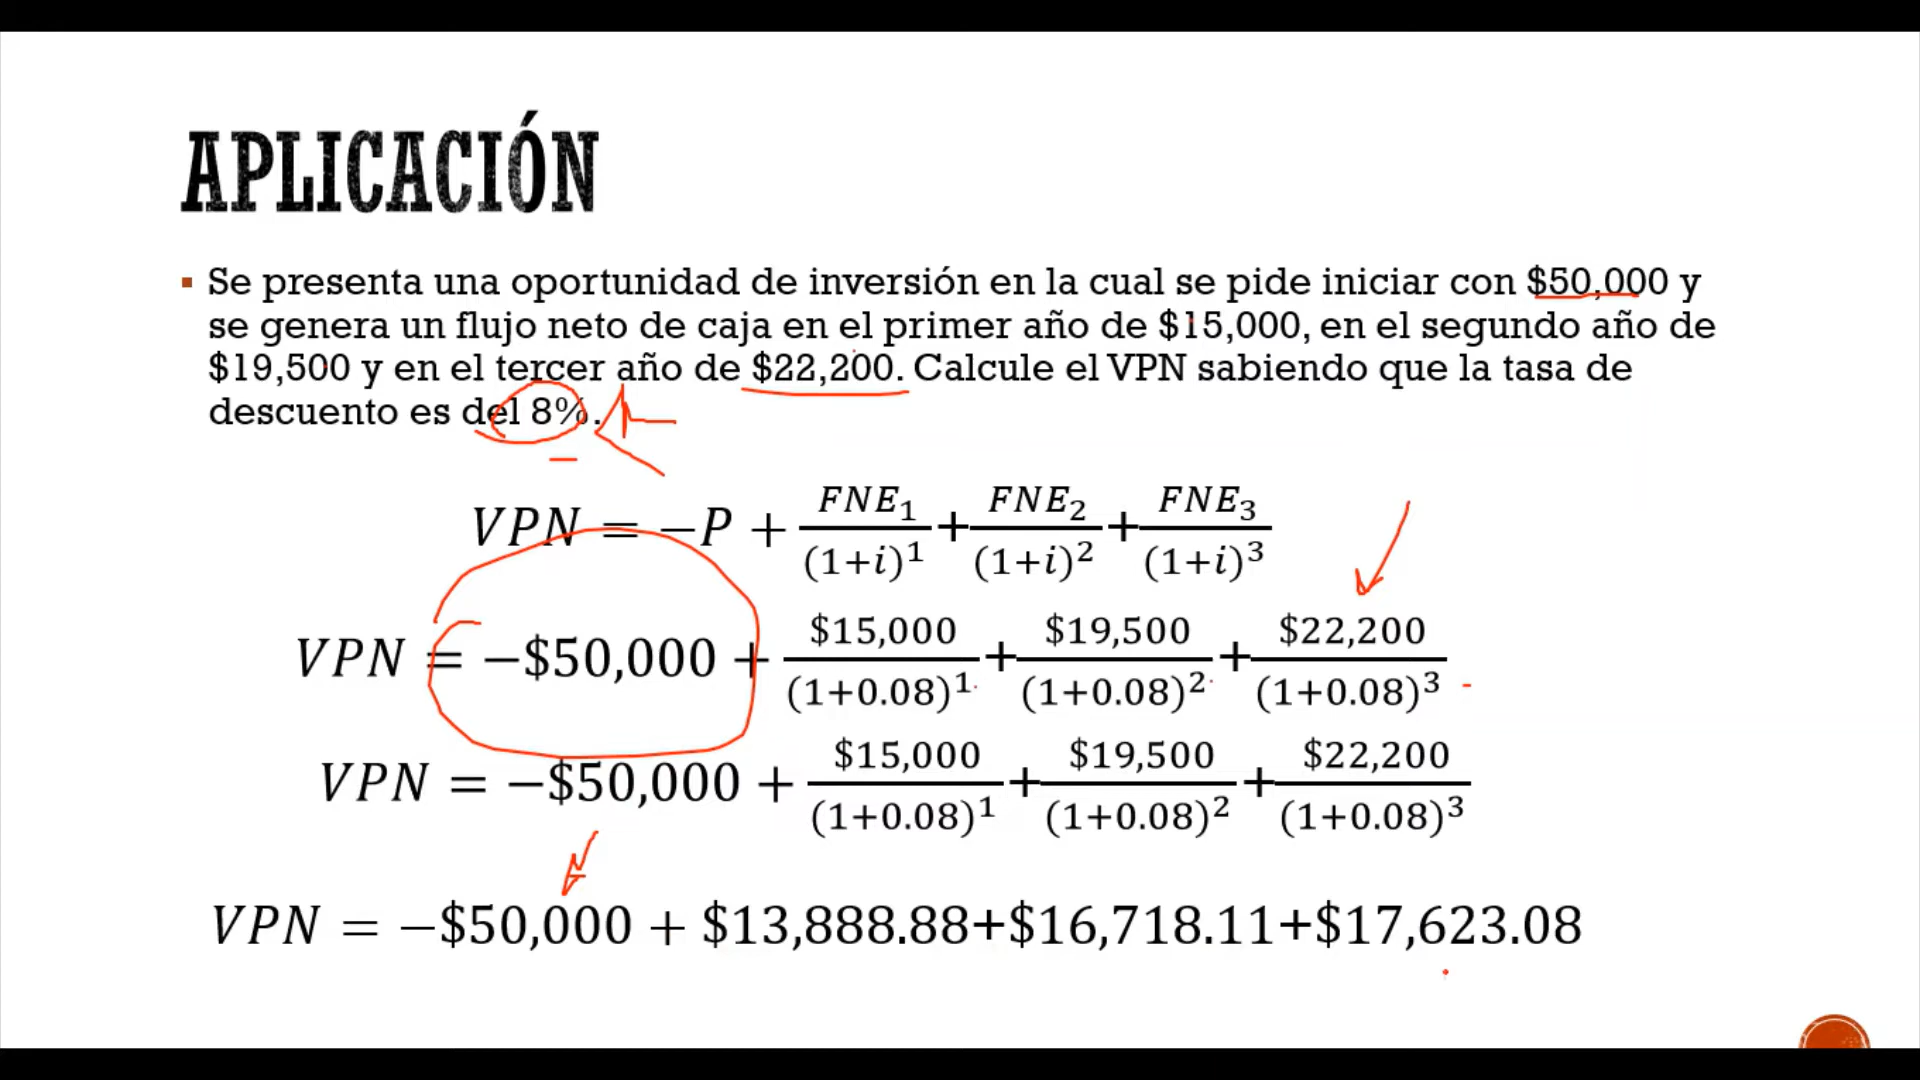 APLICACIÓN
▪ Se presenta una oportunidad de inversión en la cual se pide iniciar con $50,000 y
se genera un flujo neto de caja en el primer año de $15,000, en el segundo año de
$19,500 y en el tercer año de $22,200. Calcule el VPN sabiendo que la tasa de
descuento es del 8%.
VPN = −P + FNE₁/(1+i)¹ + FNE₂/(1+i)² + FNE₃/(1+i)³
VPN = −$50,000 + $15,000/(1+0.08)¹ + $19,500/(1+0.08)² + $22,200/(1+0.08)³
VPN = −$50,000 + $15,000/(1+0.08)¹ + $19,500/(1+0.08)² + $22,200/(1+0.08)³
VPN = −$50,000 + $13,888.88+$16,718.11+$17,623.08